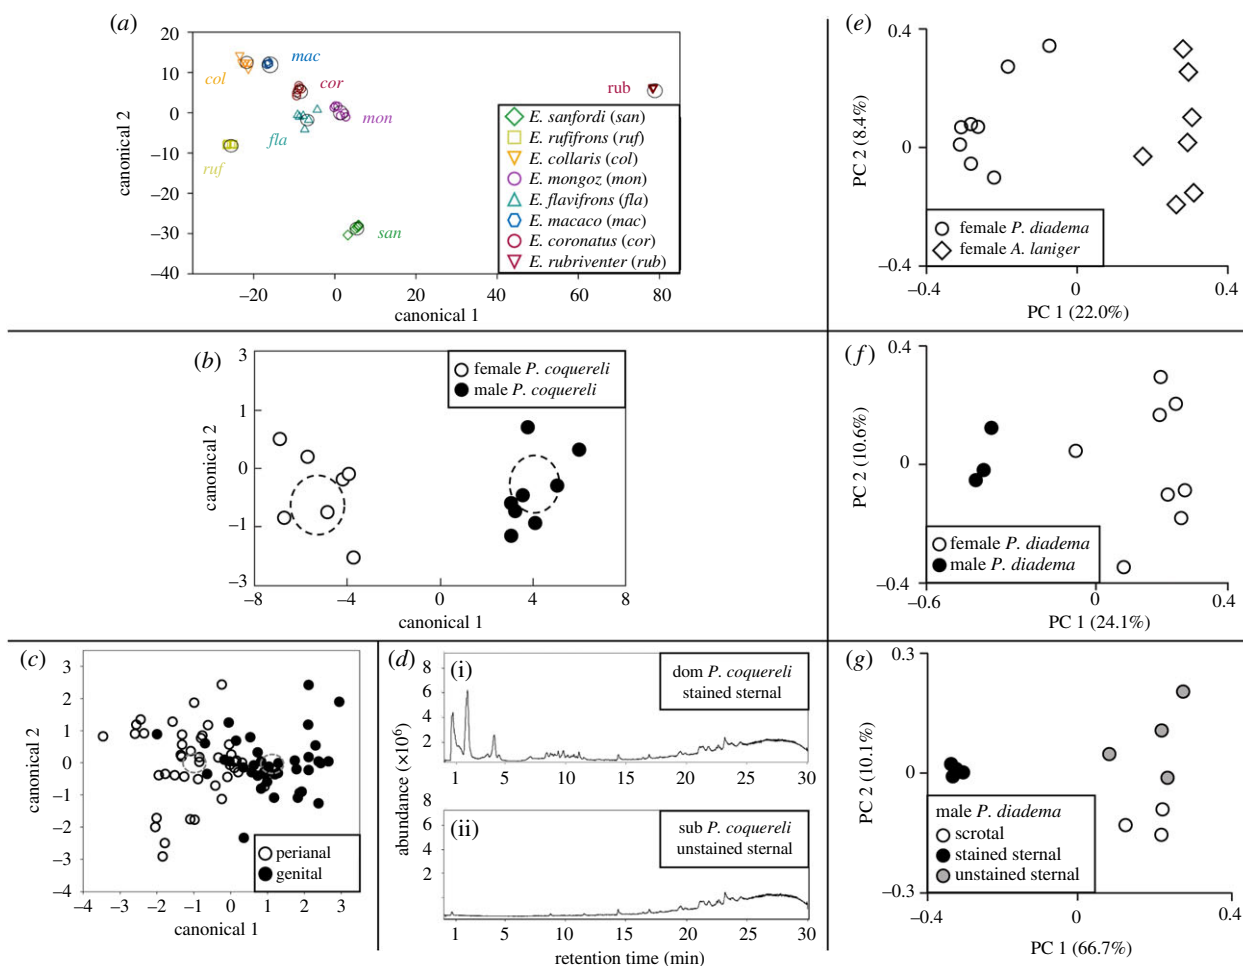 (a)
20
10
0
−10
−20
−30
−40
canonical 2
−20
0
20
40
60
80
canonical 1
col
mac
cor
mon
fla
ruf
san
rub
E. sanfordi (san)
E. rufifrons (ruf)
E. collaris (col)
E. mongoz (mon)
E. flavifrons (fla)
E. macaco (mac)
E. coronatus (cor)
E. rubriventer (rub)
(e)
0.4
0
−0.4
PC 2 (8.4%)
female P. diadema
female A. laniger
−0.4
0
0.4
PC 1 (22.0%)
(b)
3
1
0
−1
−3
canonical 2
female P. coquereli
male P. coquereli
−8
−4
0
4
8
canonical 1
(f)
0.4
0
−0.4
PC 2 (10.6%)
female P. diadema
male P. diadema
−0.6
0
0.4
PC 1 (24.1%)
(c)
3
2
1
0
−1
−2
−3
−4
canonical 2
perianal
genital
−4
−3
−2
−1
0
1
2
3
canonical 1
(d)
abundance (×10⁶)
(i)
8
6
4
2
dom P. coquereli
stained sternal
1
5
10
15
20
25
30
(ii)
8
6
4
2
sub P. coquereli
unstained sternal
1
5
10
15
20
25
30
retention time (min)
(g)
0.3
0
−0.3
PC 2 (10.1%)
male P. diadema
scrotal
stained sternal
unstained sternal
−0.4
0
0.4
PC 1 (66.7%)